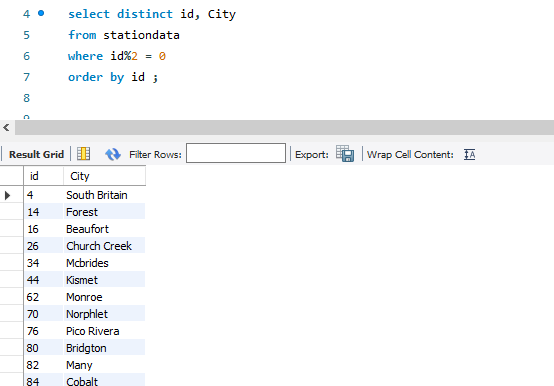 4 select distinct id, City
5 from stationdata
6 where id%2 = 0
7 order by id ;
8
Result Grid Filter Rows: Export: Wrap Cell Content:
id City
4 South Britain
14 Forest
16 Beaufort
26 Church Creek
34 Mcbrides
44 Kismet
62 Monroe
70 Norphlet
76 Pico Rivera
80 Bridgton
82 Many
84 Cobalt